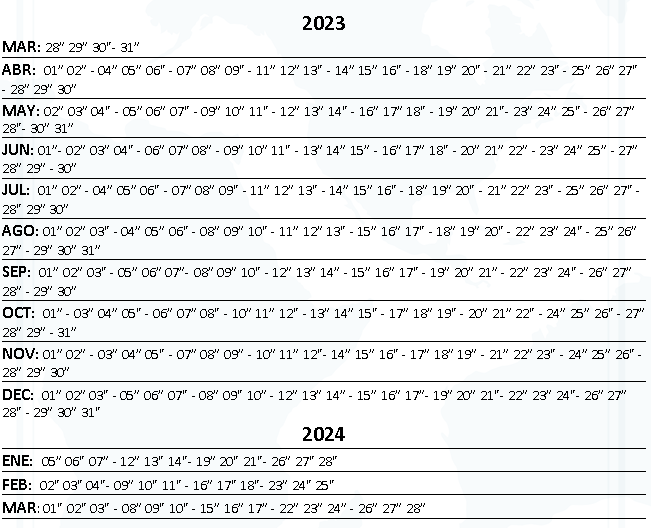 2023
MAR: 28" 29" 30"- 31"
ABR: 01" 02" - 04" 05" 06" - 07" 08" 09" - 11" 12" 13" - 14" 15" 16" - 18" 19" 20" - 21" 22" 23" - 25" 26" 27"
- 28" 29" 30"
MAY: 02" 03" 04" - 05" 06" 07" - 09" 10" 11" - 12" 13" 14" - 16" 17" 18" - 19" 20" 21"- 23" 24" 25" - 26" 27"
28"- 30" 31"
JUN: 01"- 02" 03" 04" - 06" 07" 08" - 09" 10" 11" - 13" 14" 15" - 16" 17" 18" - 20" 21" 22" - 23" 24" 25" - 27"
28" 29" - 30"
JUL: 01" 02" - 04" 05" 06" - 07" 08" 09" - 11" 12" 13" - 14" 15" 16" - 18" 19" 20" - 21" 22" 23" - 25" 26" 27" -
28" 29" 30"
AGO: 01" 02" 03" - 04" 05" 06" - 08" 09" 10" - 11" 12" 13" - 15" 16" 17" - 18" 19" 20" - 22" 23" 24" - 25" 26"
27" - 29" 30" 31"
SEP: 01" 02" 03" - 05" 06" 07"- 08" 09" 10" - 12" 13" 14" - 15" 16" 17" - 19" 20" 21" - 22" 23" 24" - 26" 27"
28" - 29" 30"
OCT: 01" - 03" 04" 05" - 06" 07" 08" - 10" 11" 12" - 13" 14" 15" - 17" 18" 19" - 20" 21" 22" - 24" 25" 26" - 27"
28" 29" - 31"
NOV: 01" 02" - 03" 04" 05" - 07" 08" 09" - 10" 11" 12"- 14" 15" 16" - 17" 18" 19" - 21" 22" 23" - 24" 25" 26" -
28" 29" 30"
DEC: 01" 02" 03" - 05" 06" 07" - 08" 09" 10" - 12" 13" 14" - 15" 16" 17"- 19" 20" 21"- 22" 23" 24"- 26" 27"
28" - 29" 30" 31"
2024
ENE: 05" 06" 07" - 12" 13" 14"- 19" 20" 21"- 26" 27" 28"
FEB: 02" 03" 04"- 09" 10" 11" - 16" 17" 18"- 23" 24" 25"
MAR: 01" 02" 03" - 08" 09" 10" - 15" 16" 17" - 22" 23" 24" - 26" 27" 28"